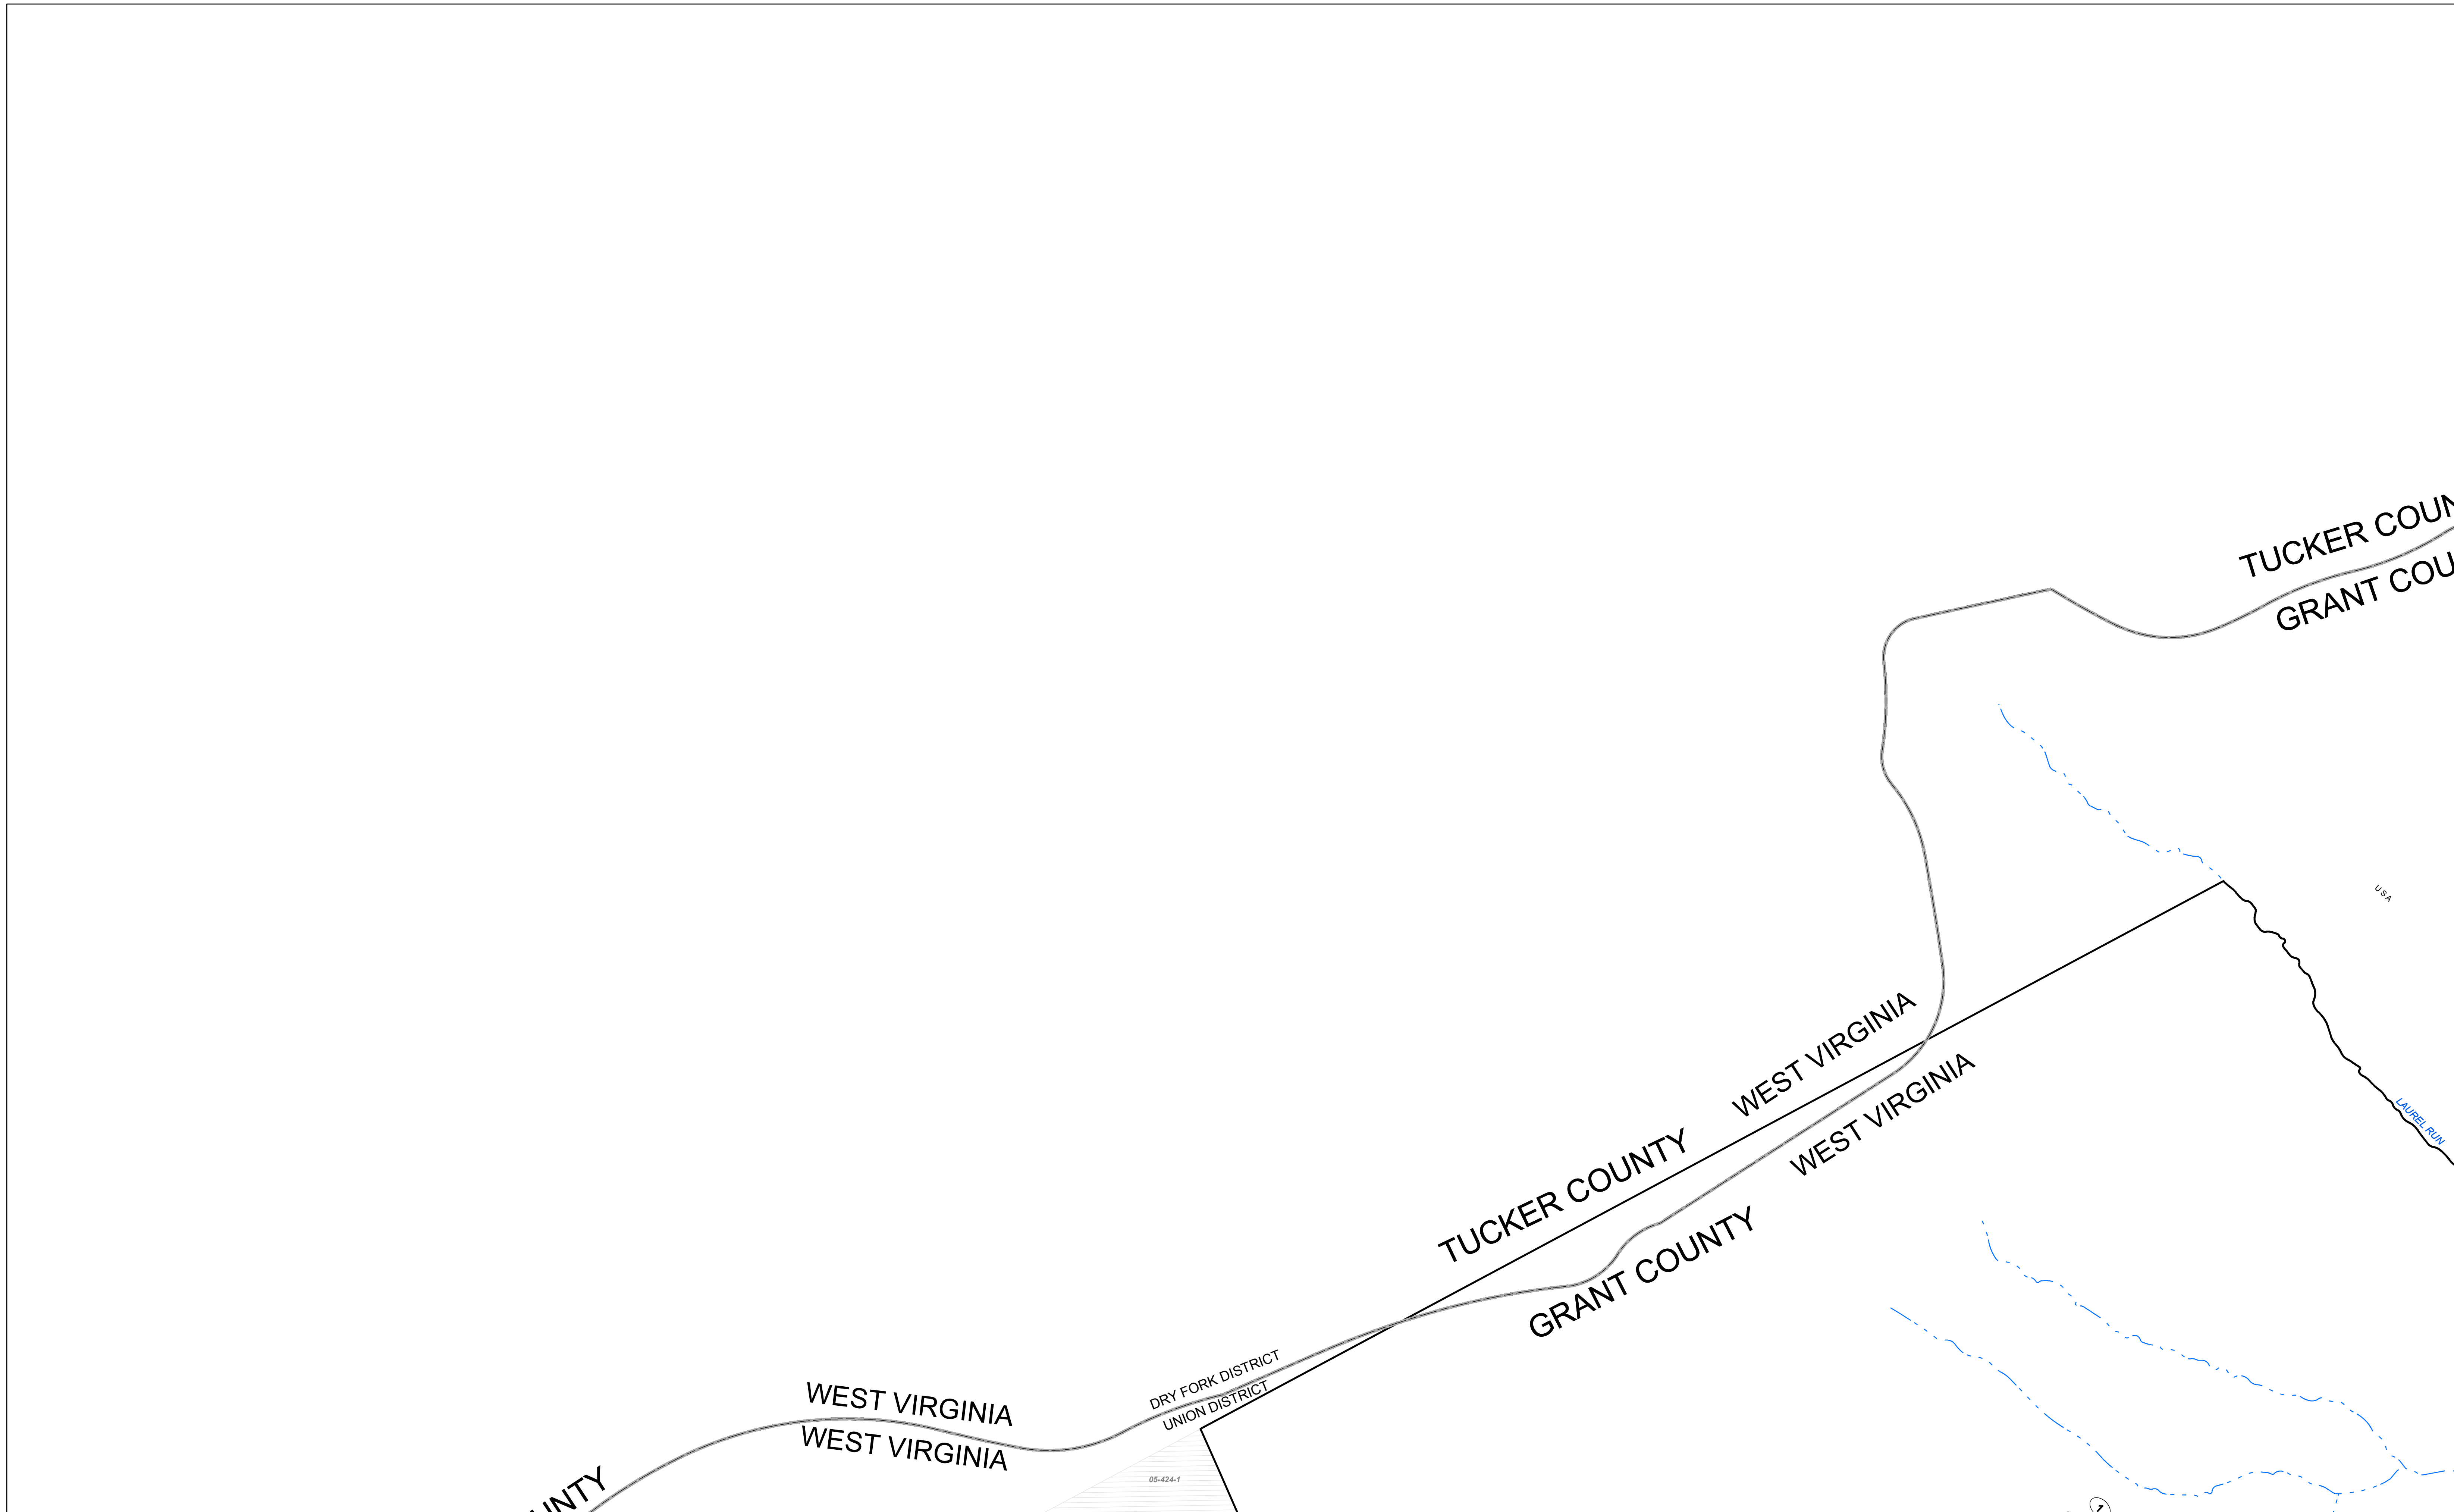 TUCKER COUN
GRANT COU
USA
WEST VIRGINIA
WEST VIRGINIA
LAUREL RUN
TUCKER COUNTY
GRANT COUNTY
DRY FORK DISTRICT
UNION DISTRICT
WEST VIRGINIA
WEST VIRGINIA
UNTY
05-424-1
1